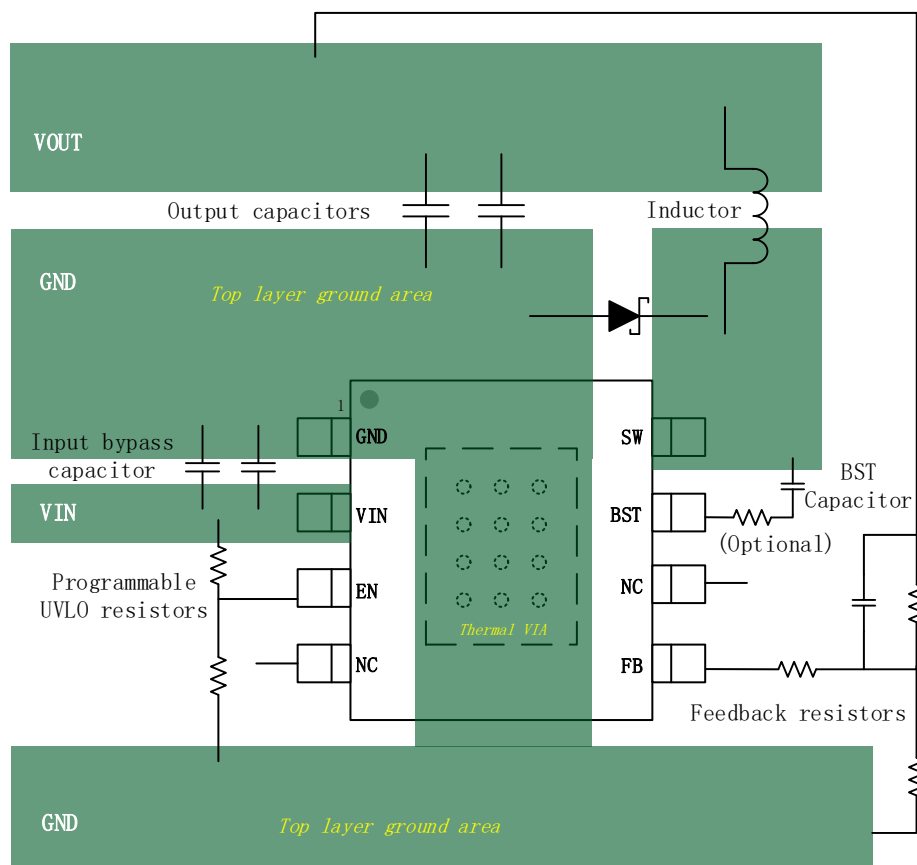 VOUT
Output capacitors
Inductor
GND
Top layer ground area
1
GND
SW
Input bypass
capacitor
BST
Capacitor
VIN
VIN
BST
(Optional)
Programmable
UVLO resistors
EN
NC
Thermal VIA
NC
FB
Feedback resistors
GND
Top layer ground area